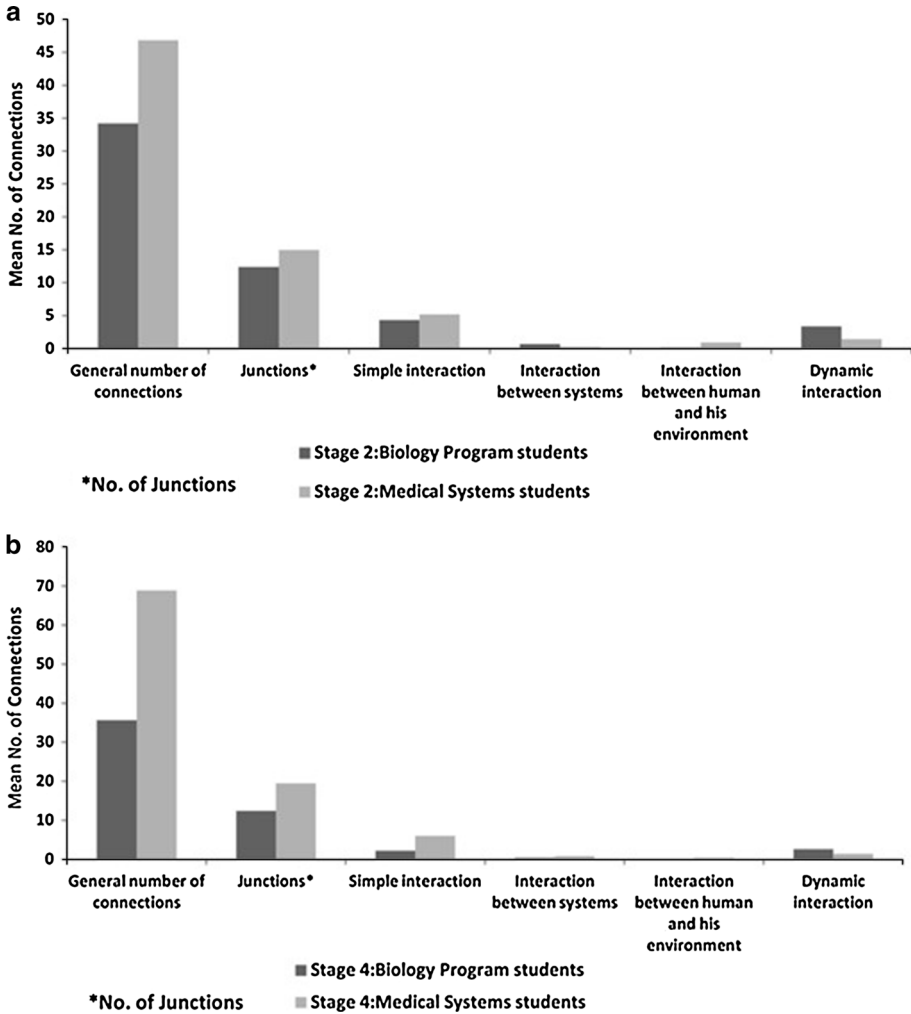 a
50
45
40
35
30
25
20
15
10
5
0
Mean No. of Connections
General number of connections
Junctions*
Simple interaction
Interaction between systems
Interaction between human and his environment
Dynamic interaction
Stage 2:Biology Program students
*No. of Junctions
Stage 2:Medical Systems students
b
80
70
60
50
40
30
20
10
0
Mean No. of Connections
General number of connections
Junctions*
Simple interaction
Interaction between systems
Interaction between human and his environment
Dynamic interaction
Stage 4:Biology Program students
*No. of Junctions
Stage 4:Medical Systems students